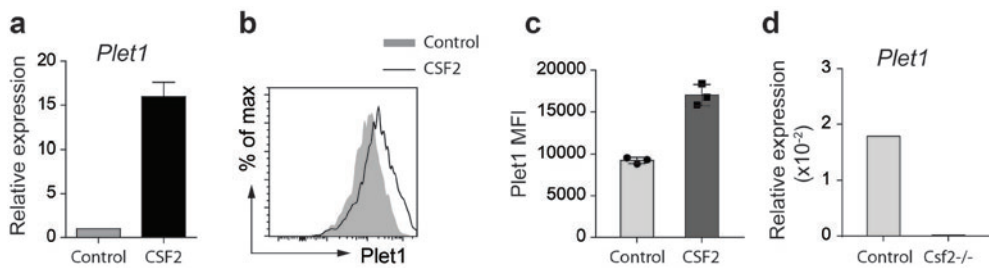 a
Plet1
Relative expression
20
15
10
5
0
Control
CSF2
b
Control
CSF2
% of max
Plet1
c
Plet1 MFI
20000
15000
10000
5000
0
Control
CSF2
d
Plet1
Relative expression
(x10⁻²)
3
2
1
0
Control
Csf2-/-